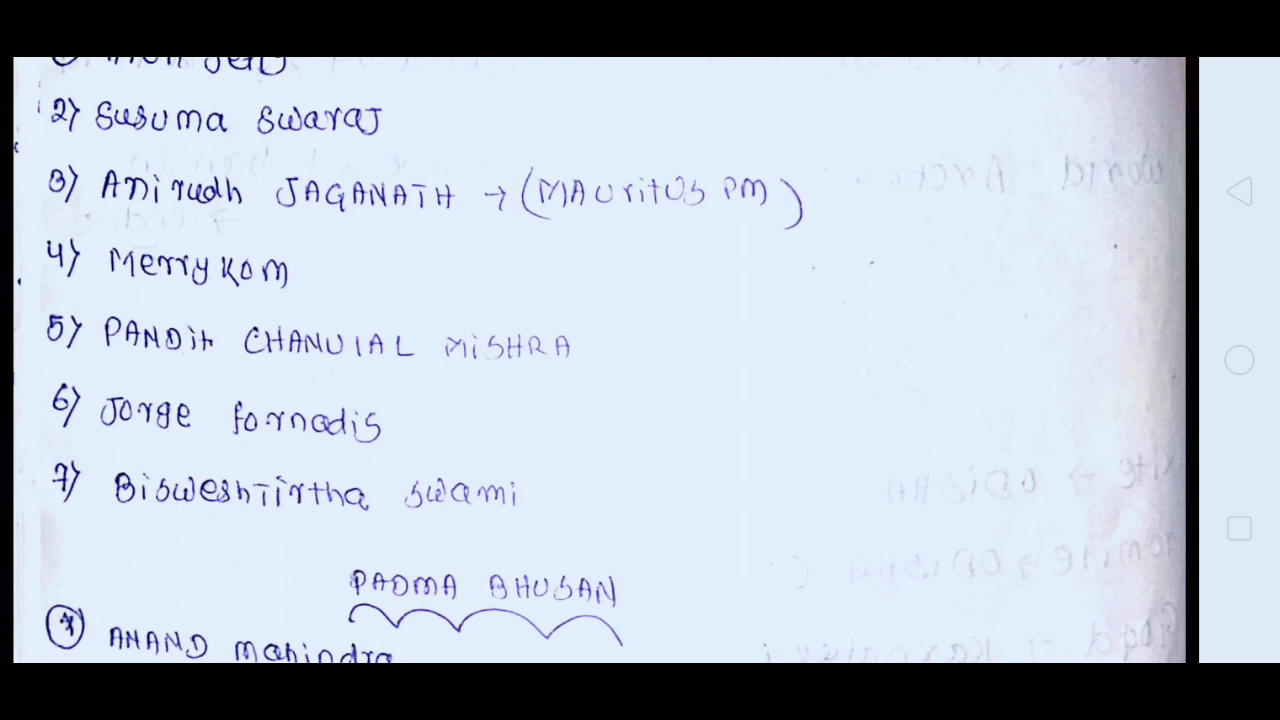 2) Susuma Swaraj
3) Anirudh JAGANATH → (MAURITUS PM)
4) Merry Kom
5) PANDit CHANULAL MISHRA
6) Jorge fornadis
7) BisweshTirtha Swami
PADMA BHUSAN
ANAND Mahindra